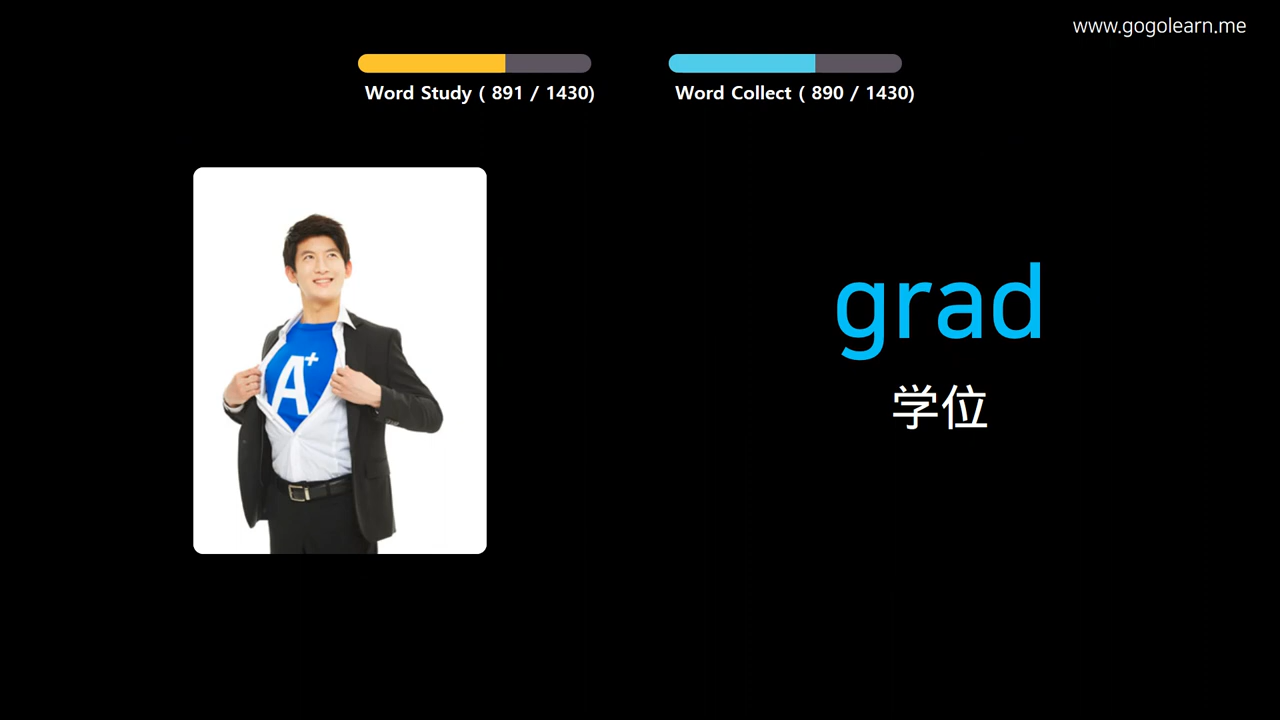 www.gogolearn.me
Word Study ( 891 / 1430)
Word Collect ( 890 / 1430)
A+
grad
学位